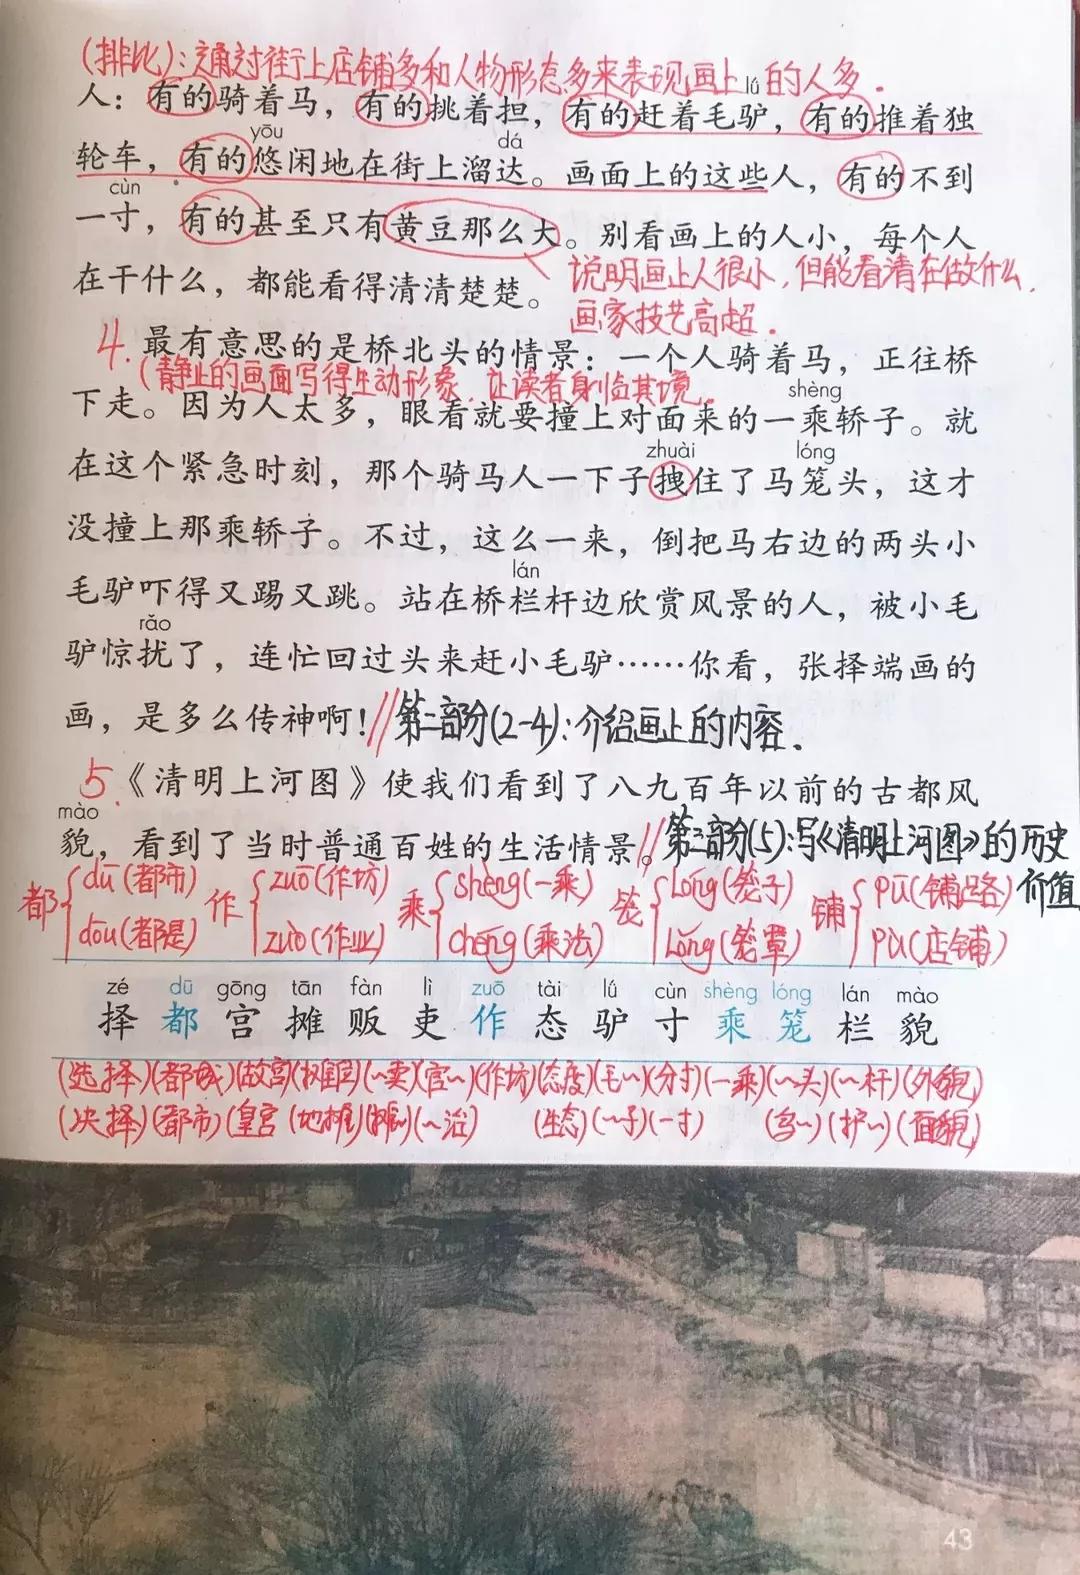 (排比):通过街上店铺多和人物形态多来表现画上的人多.
lǘ
人：有的骑着马，有的挑着担，有的赶着毛驴，有的推着独
yōu dá
轮车，有的悠闲地在街上溜达。画面上的这些人，有的不到
cùn
一寸，有的甚至只有黄豆那么大。别看画上的人小，每个人
在干什么，都能看得清清楚楚。
说明画上人很小,但能看清在做什么,
画家技艺高超.
4. 最有意思的是桥北头的情景：一个人骑着马，正往桥
(静止的画面写得生动形象,让读者身临其境.
shèng
下走。因为人太多，眼看就要撞上对面来的一乘轿子。就
zhuài lóng
在这个紧急时刻，那个骑马人一下子拽住了马笼头，这才
没撞上那乘轿子。不过，这么一来，倒把马右边的两头小
lán
毛驴吓得又踢又跳。站在桥栏杆边欣赏风景的人，被小毛
rǎo
驴惊扰了，连忙回过头来赶小毛驴……你看，张择端画的
画，是多么传神啊！//第二部分(2-4):介绍画上的内容.
5.《清明上河图》使我们看到了八九百年以前的古都风
mào
貌，看到了当时普通百姓的生活情景。//第三部分(5):写《清明上河图》的历史
价值
都 dū(都市) 作 zuō(作坊) 乘 shèng(一乘) 笼 lóng(笼子) 铺 pū(铺路)
dōu(都是) zuò(作业) chéng(乘法) lǒng(笼罩) pù(店铺)
zé dū gōng tān fàn lì zuō tài lǘ cùn shèng lóng lán mào
择 都 宫 摊 贩 吏 作 态 驴 寸 乘 笼 栏 貌
(选择)(都城)(故宫)(～卖)(官～)(作坊)(态度)(毛～)(分寸)(一乘)(～头)(～杆)(外貌)
(决择)(都市)(皇宫 (地摊)(～治) (生态)(～子)(一寸) (～)(护～)(面貌)
43